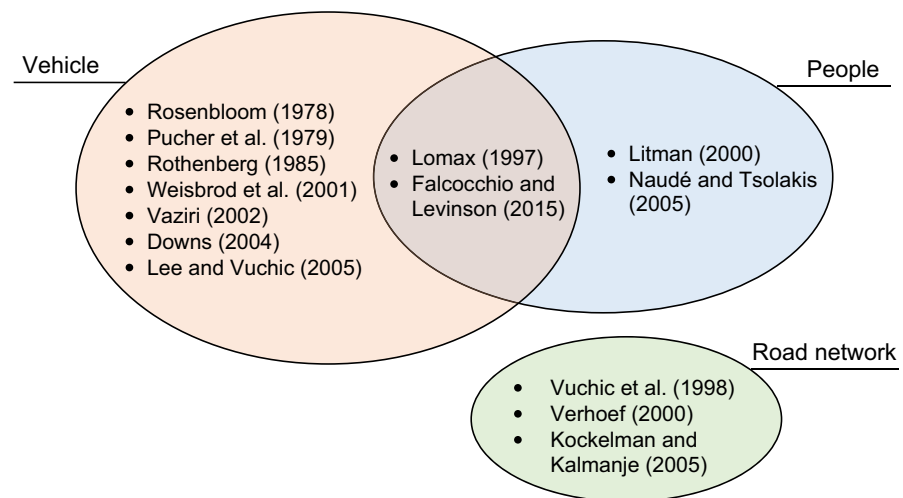 Vehicle
• Rosenbloom (1978)
• Pucher et al. (1979)
• Rothenberg (1985)
• Weisbrod et al. (2001)
• Vaziri (2002)
• Downs (2004)
• Lee and Vuchic (2005)
• Lomax (1997)
• Falcocchio and
Levinson (2015)
People
• Litman (2000)
• Naudé and Tsolakis
(2005)
Road network
• Vuchic et al. (1998)
• Verhoef (2000)
• Kockelman and
Kalmanje (2005)